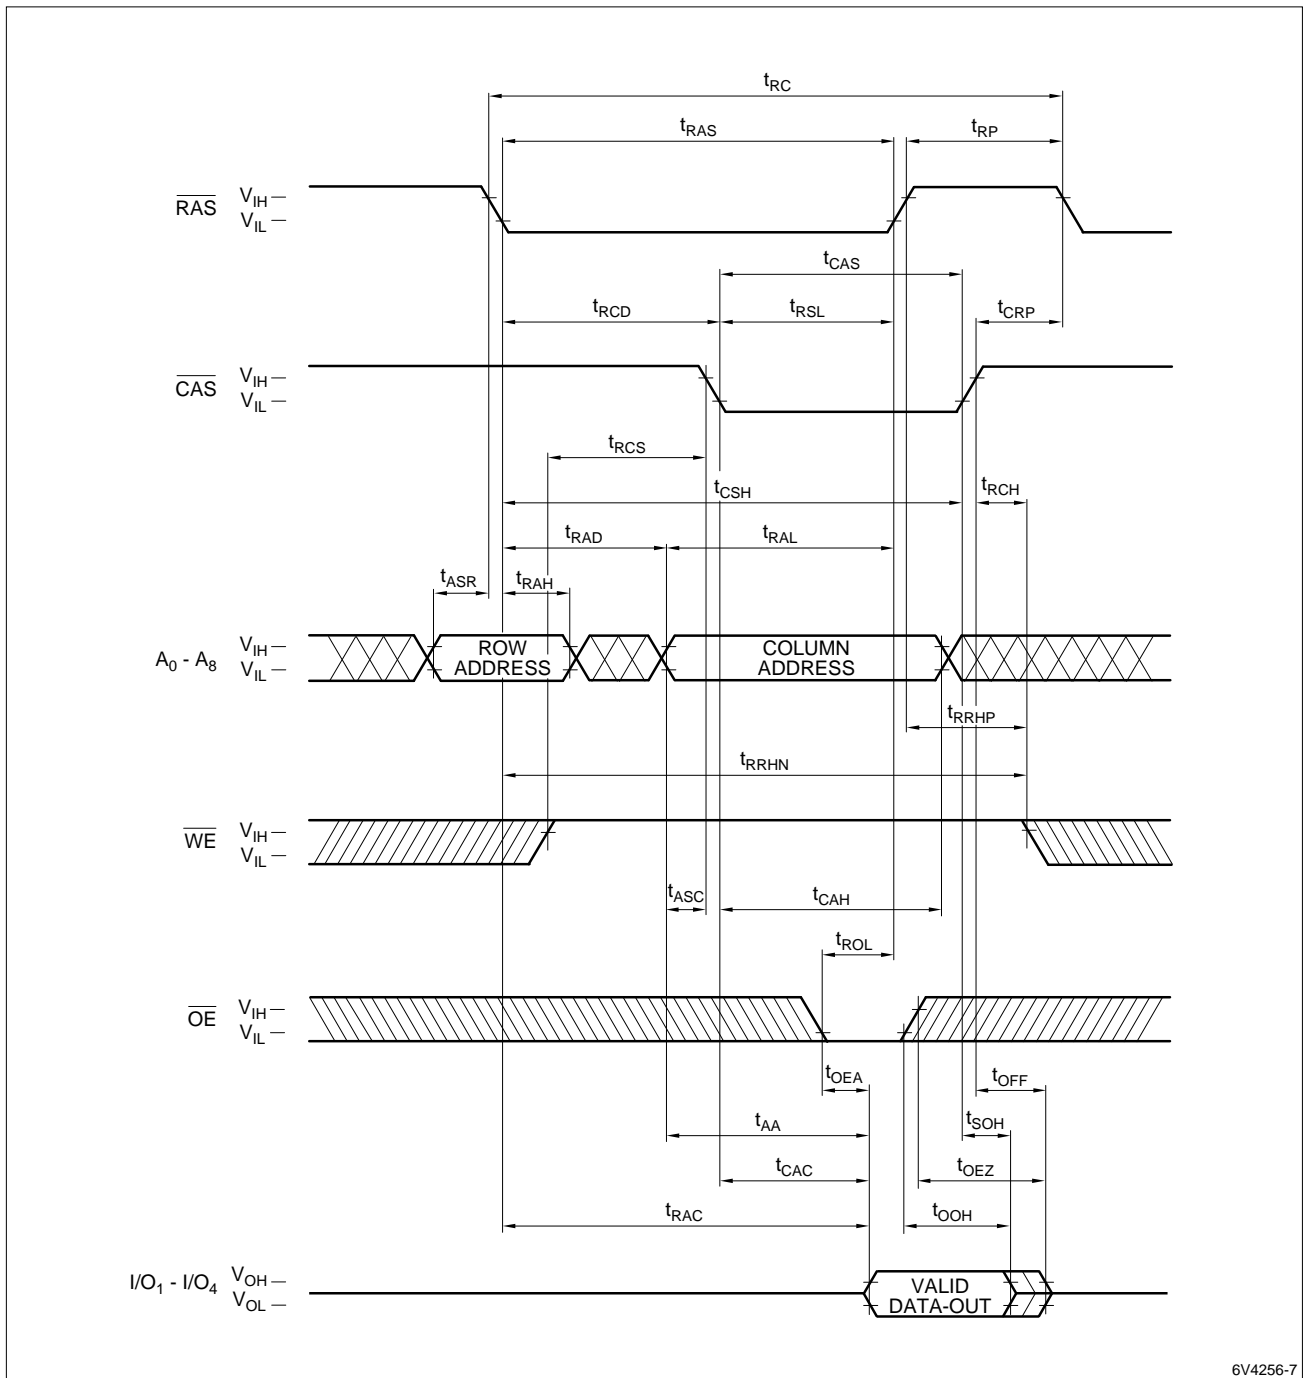 tRC
tRAS tRP
RAS VIH
VIL
tCAS
tRCD tRSL tCRP
CAS VIH
VIL
tRCS
tCSH tRCH
tRAD tRAL
tASR tRAH
A0 - A8 VIH
VIL
ROW
ADDRESS
COLUMN
ADDRESS
tRRHP
tRRHN
WE VIH
VIL
tASC tCAH
tROL
OE VIH
VIL
tOEA tOFF
tAA tSOH
tCAC tOEZ
tRAC tOOH
I/O1 - I/O4 VOH
VOL
VALID
DATA-OUT
6V4256-7